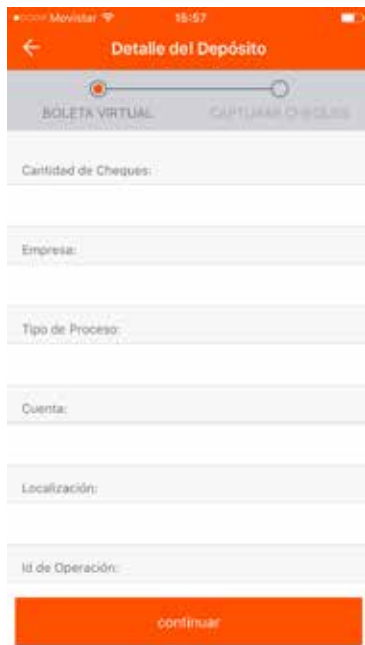 Movistar 15:57
Detalle del Depósito
BOLETA VIRTUAL CAPTURAR CHEQUES
Cantidad de Cheques:
Empresa:
Tipo de Proceso:
Cuenta:
Localización:
Id de Operación:
continuar